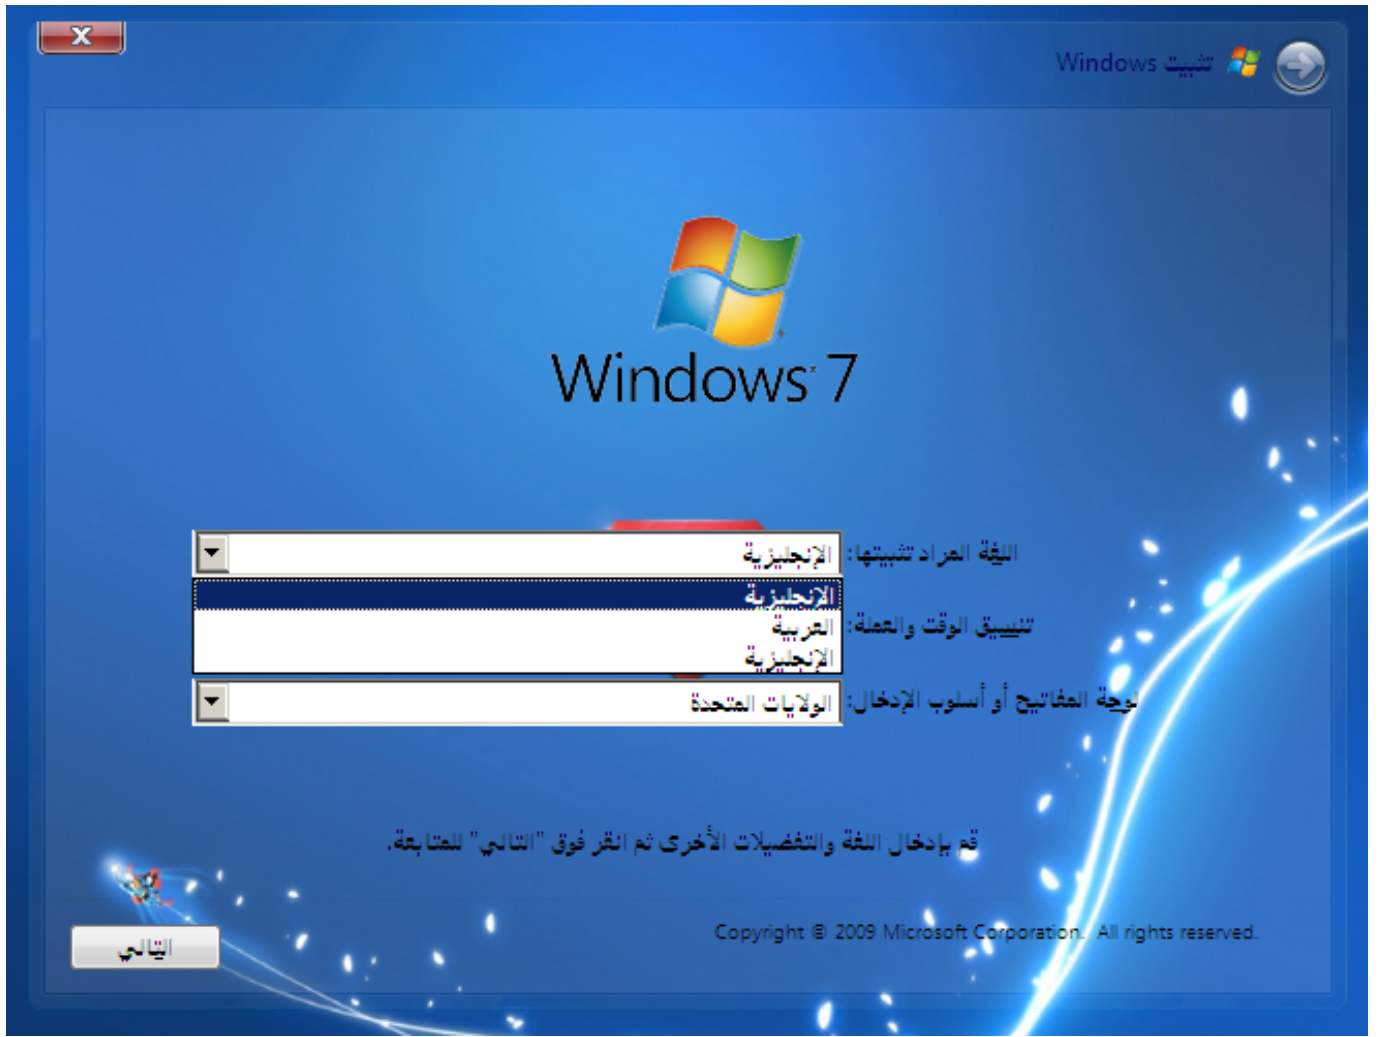 تثبيت Windows
Windows 7
اللغة المراد تثبيتها: الإنجليزية
الإنجليزية
العربية
الإنجليزية
تنسيق الوقت والعملة:
لوحة المفاتيح أو أسلوب الإدخال: الولايات المتحدة
قم بإدخال اللغة والتفضيلات الأخرى ثم انقر فوق "التالي" للمتابعة.
Copyright © 2009 Microsoft Corporation. All rights reserved.
التالي